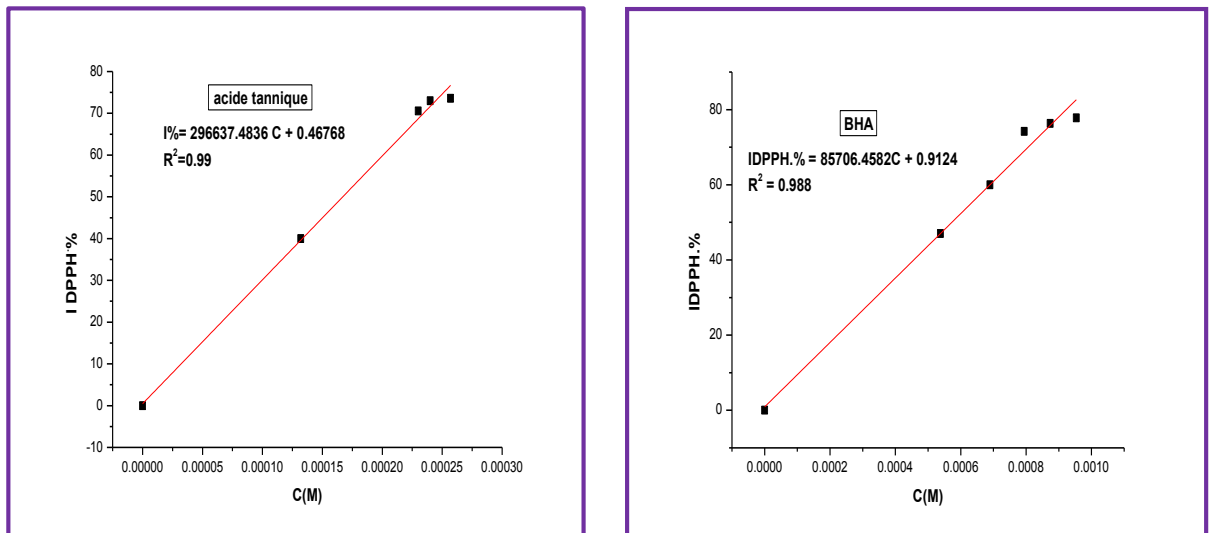 acide tannique
I%= 296637.4836 C + 0.46768
R²=0.99
I DPPH·%
80
70
60
50
40
30
20
10
0
-10
0.00000 0.00005 0.00010 0.00015 0.00020 0.00025 0.00030
C(M)
BHA
IDPPH.% = 85706.4582C + 0.9124
R² = 0.988
IDPPH.%
80
60
40
20
0
0.0000 0.0002 0.0004 0.0006 0.0008 0.0010
C(M)